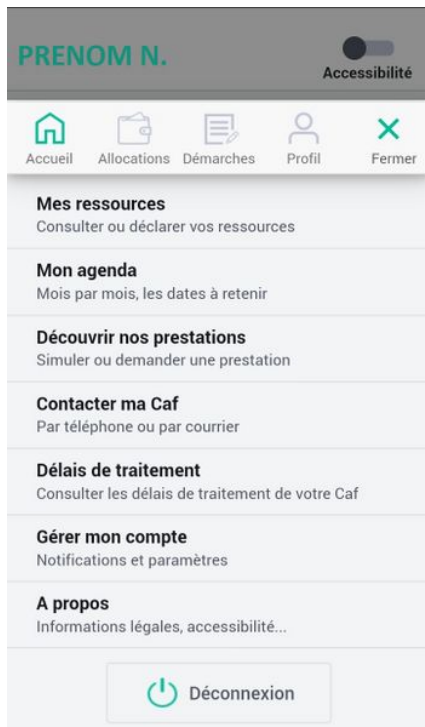 PRENOM N.
Accessibilité
Accueil Allocations Démarches Profil Fermer
Mes ressources
Consulter ou déclarer vos ressources
Mon agenda
Mois par mois, les dates à retenir
Découvrir nos prestations
Simuler ou demander une prestation
Contacter ma Caf
Par téléphone ou par courrier
Délais de traitement
Consulter les délais de traitement de votre Caf
Gérer mon compte
Notifications et paramètres
A propos
Informations légales, accessibilité...
Déconnexion